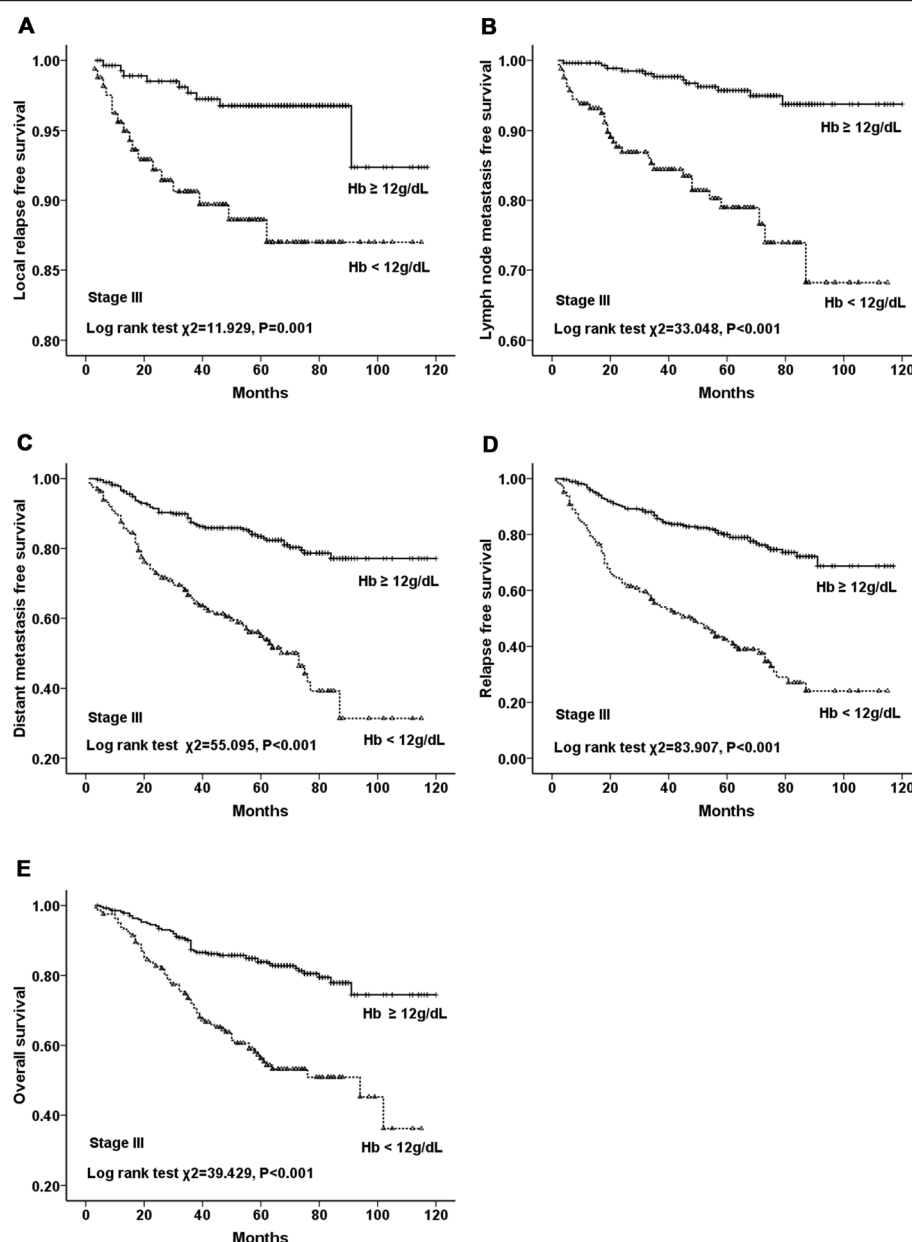 A
Local relapse free survival
1.00
0.95
0.90
0.85
0.80
Hb ≥ 12g/dL
Hb < 12g/dL
Stage III
Log rank test χ2=11.929, P=0.001
0 20 40 60 80 100 120
Months
B
Lymph node metastasis free survival
1.00
0.90
0.80
0.70
0.60
Hb ≥ 12g/dL
Hb < 12g/dL
Stage III
Log rank test χ2=33.048, P<0.001
0 20 40 60 80 100 120
Months
C
Distant metastasis free survival
1.00
0.80
0.60
0.40
0.20
Hb ≥ 12g/dL
Stage III
Hb < 12g/dL
Log rank test χ2=55.095, P<0.001
0 20 40 60 80 100 120
Months
D
Relapse free survival
1.00
0.80
0.60
0.40
0.20
0.00
Hb ≥ 12g/dL
Stage III
Hb < 12g/dL
Log rank test χ2=83.907, P<0.001
0 20 40 60 80 100 120
Months
E
Overall survival
1.00
0.80
0.60
0.40
0.20
Hb ≥ 12g/dL
Stage III
Hb < 12g/dL
Log rank test χ2=39.429, P<0.001
0 20 40 60 80 100 120
Months